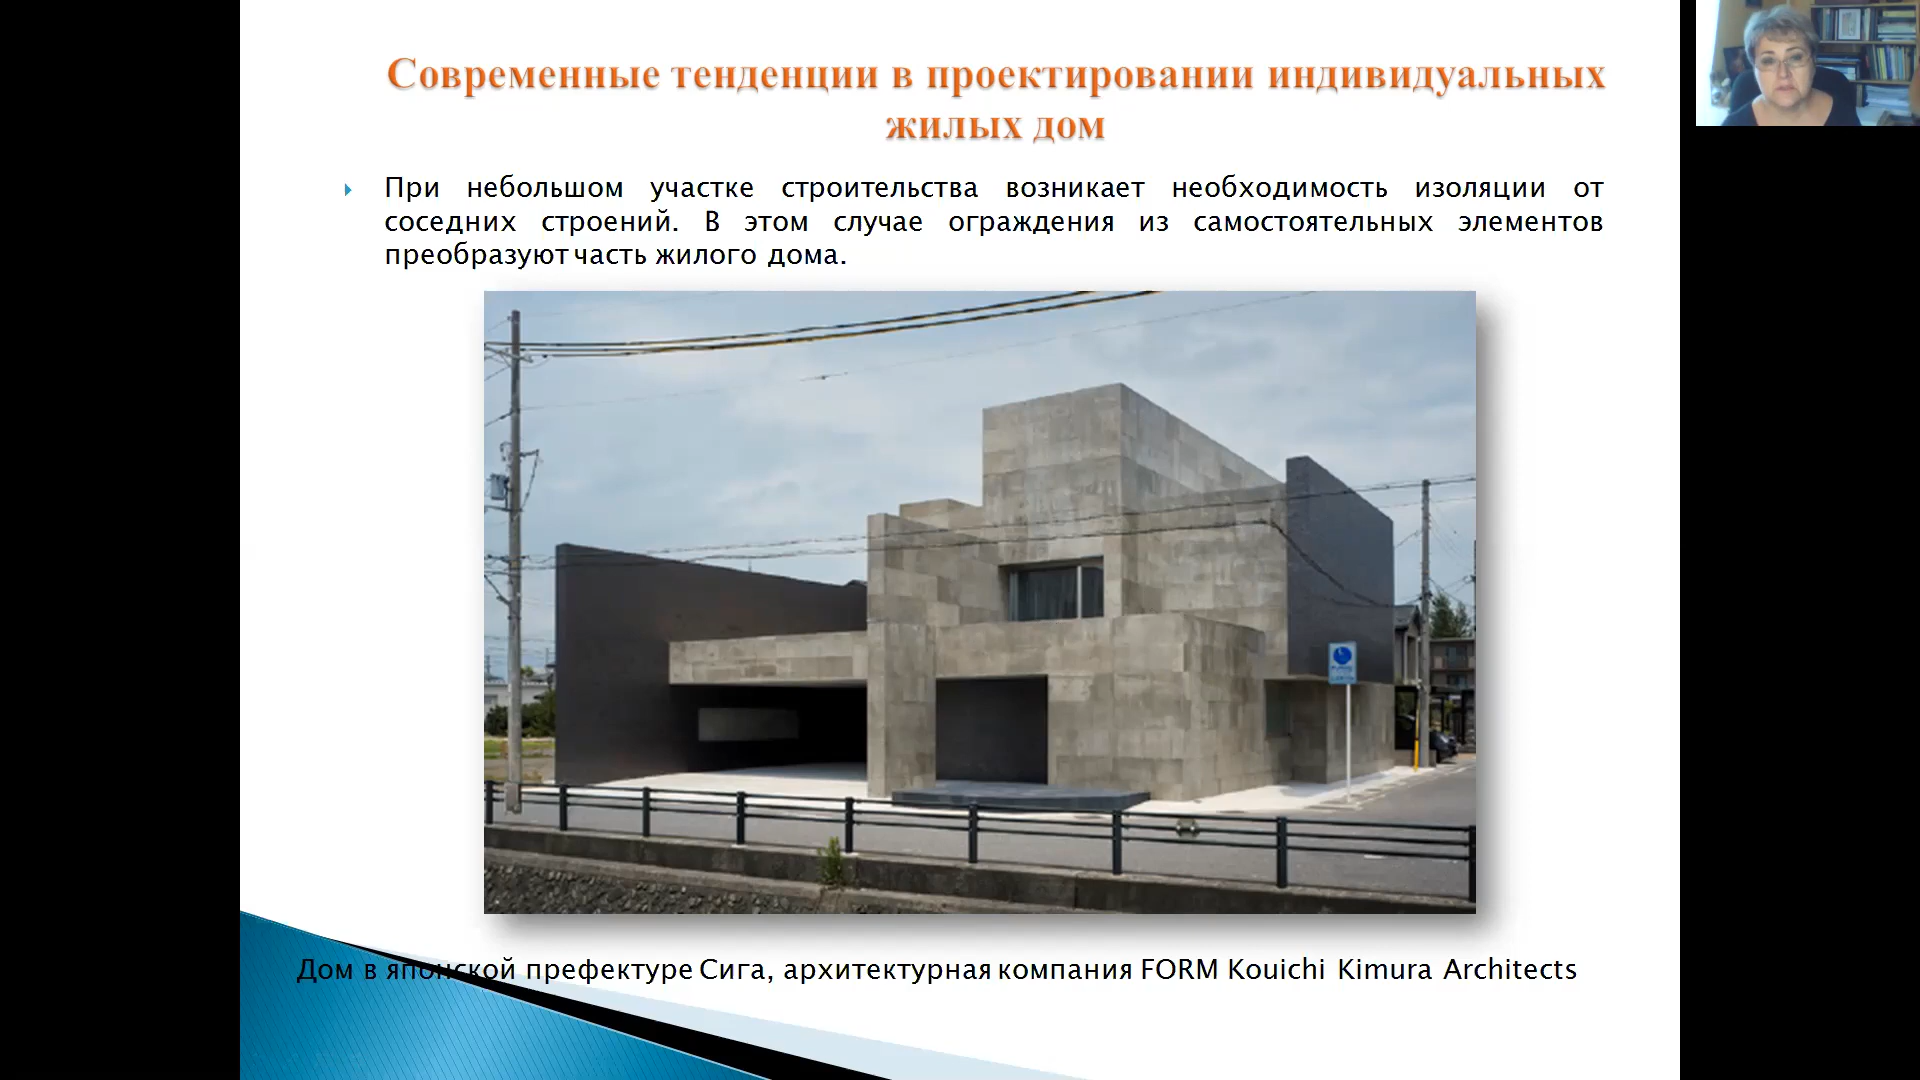 Современные тенденции в проектировании индивидуальных
жилых дом
При небольшом участке строительства возникает необходимость изоляции от
соседних строений. В этом случае ограждения из самостоятельных элементов
преобразуют часть жилого дома.
Дом в японской префектуре Сига, архитектурная компания FORM Kouichi Kimura Architects